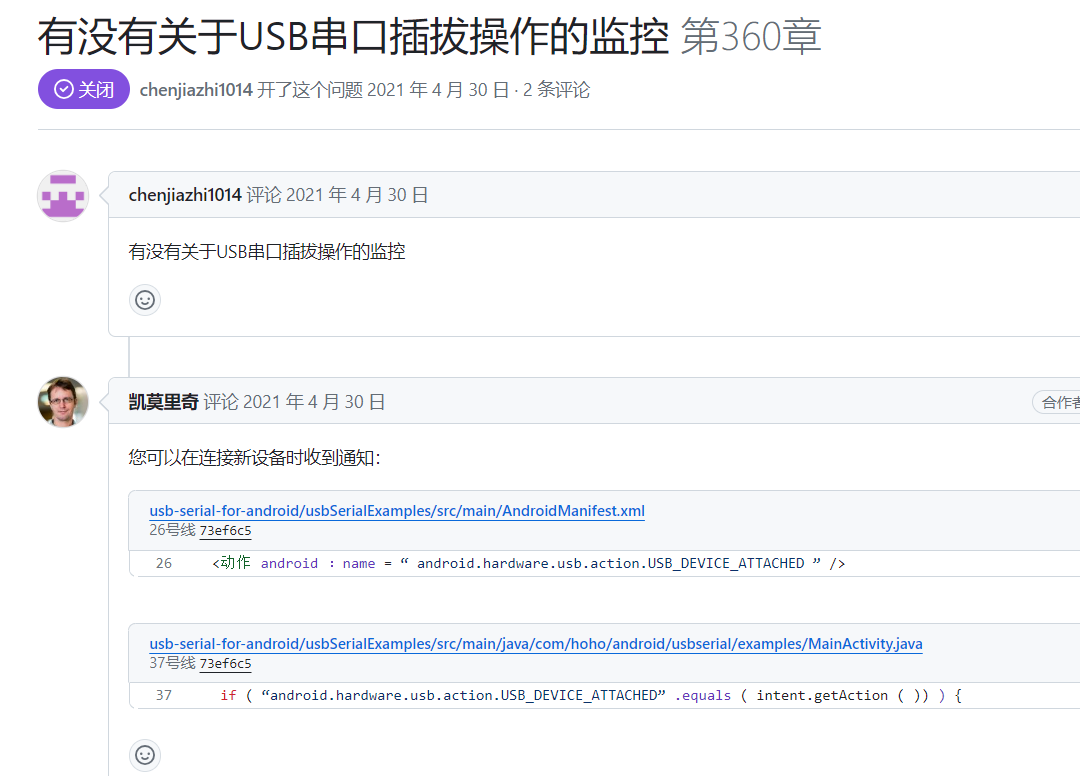 有没有关于USB串口插拔操作的监控 第360章
关闭 chenjiazhi1014 开了这个问题 2021 年 4 月 30 日 · 2 条评论
chenjiazhi1014 评论 2021 年 4 月 30 日
有没有关于USB串口插拔操作的监控
凯莫里奇 评论 2021 年 4 月 30 日
合作者
您可以在连接新设备时收到通知：
usb-serial-for-android/usbSerialExamples/src/main/AndroidManifest.xml
26号线 73ef6c5
26 <动作 android : name = “ android.hardware.usb.action.USB_DEVICE_ATTACHED ” />
usb-serial-for-android/usbSerialExamples/src/main/java/com/hoho/android/usbserial/examples/MainActivity.java
37号线 73ef6c5
37 if ( “android.hardware.usb.action.USB_DEVICE_ATTACHED” .equals ( intent.getAction ( )) ) {